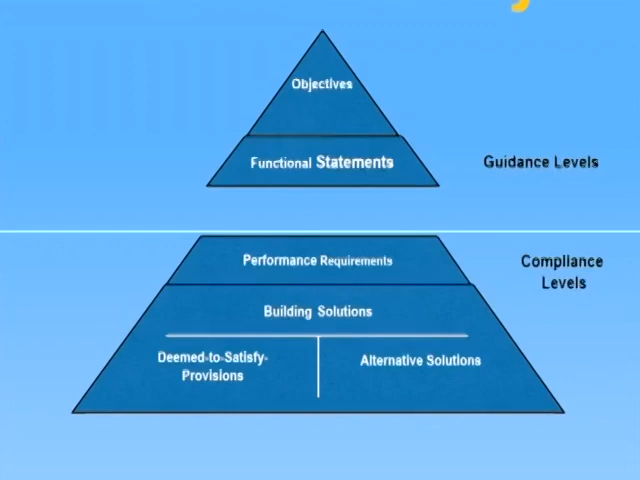 Objectives
Functional Statements
Guidance Levels
Performance Requirements
Compliance
Levels
Building Solutions
Deemed-to-Satisfy-
Provisions
Alternative Solutions